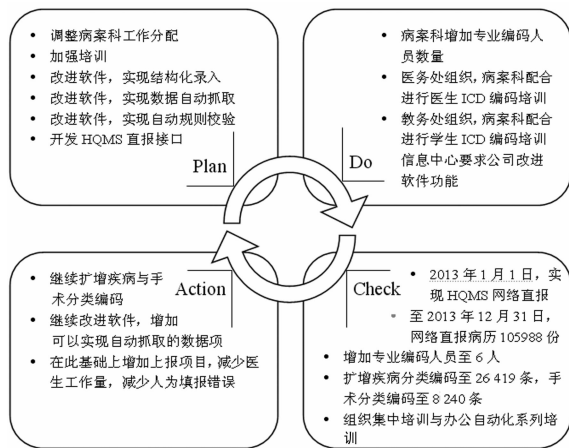 • 调整病案科工作分配
• 加强培训
• 改进软件，实现结构化录入
• 改进软件，实现数据自动抓取
• 改进软件，实现自动规则校验
• 开发 HQMS 直报接口
Plan
• 病案科增加专业编码人
员数量
• 医务处组织，病案科配合
进行医生 ICD 编码培训
• 教务处组织，病案科配合
进行学生 ICD 编码培训
信息中心要求公司改进
软件功能
Do
• 继续扩增疾病与手
术分类编码
• 继续改进软件，增加
可以实现自动抓取的数据项
• 在此基础上增加上报项目，减少医
生工作量，减少人为填报错误
Action
• 2013 年 1 月 1 日，实
现 HQMS 网络直报
• 至 2013 年 12 月 31 日，
网络直报病历 105988 份
• 增加专业编码人员至 6 人
• 扩增疾病分类编码至 26 419 条，手
术分类编码至 8 240 条
• 组织集中培训与办公自动化系列培
训
Check